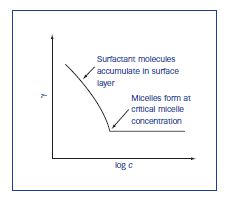 Surfactant molecules
accumulate in surface
layer
Micelles form at
critical micelle
concentration
γ
log c